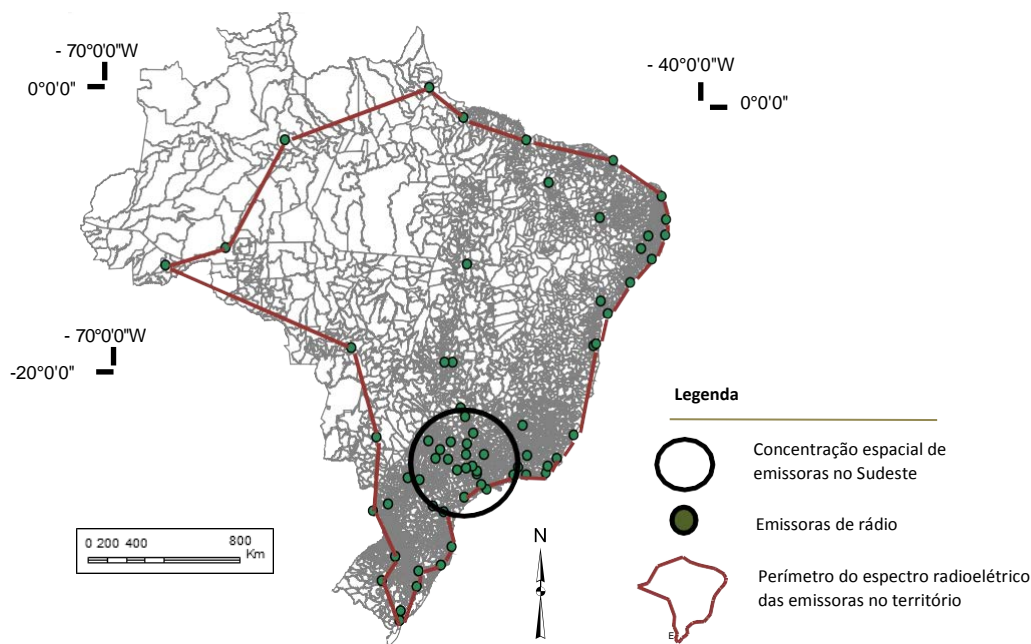 - 70°0'0"W
0°0'0"
- 40°0'0"W
0°0'0"
- 70°0'0"W
-20°0'0"
Legenda
Concentração espacial de
emissoras no Sudeste
Emissoras de rádio
Perímetro do espectro radioelétrico
das emissoras no território
E
0 200 400 800
Km
N